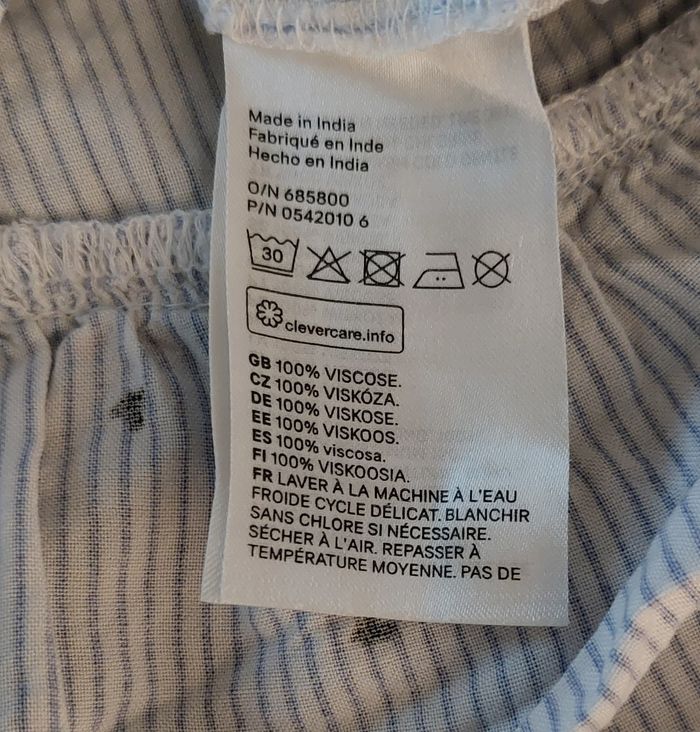 Made in India
Fabriqué en Inde
Hecho en India
O/N 685800
P/N 0542010 6
30
clevercare.info
GB 100% VISCOSE.
CZ 100% VISKÓZA.
DE 100% VISKOSE.
EE 100% VISKOOS.
ES 100% viscosa.
FI 100% VISKOOSIA.
FR LAVER À LA MACHINE À L'EAU
FROIDE CYCLE DÉLICAT. BLANCHIR
SANS CHLORE SI NÉCESSAIRE.
SÉCHER À L'AIR. REPASSER À
TEMPÉRATURE MOYENNE. PAS DE